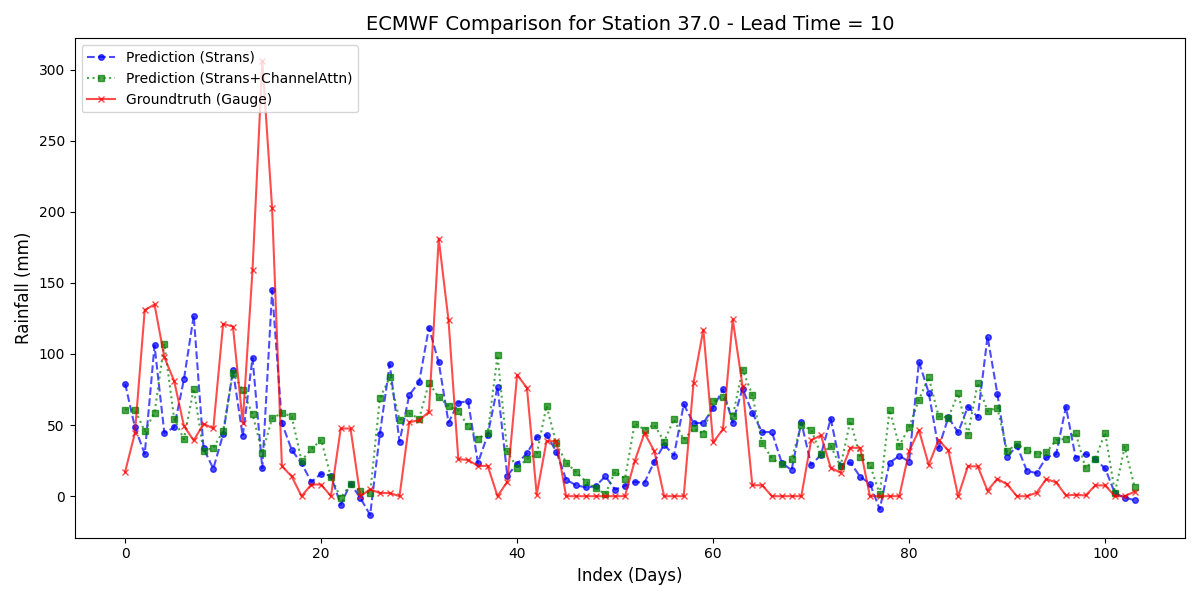 ECMWF Comparison for Station 37.0 - Lead Time = 10
Prediction (Strans)
Prediction (Strans+ChannelAttn)
Groundtruth (Gauge)
Rainfall (mm)
300
250
200
150
100
50
0
0 20 40 60 80 100
Index (Days)